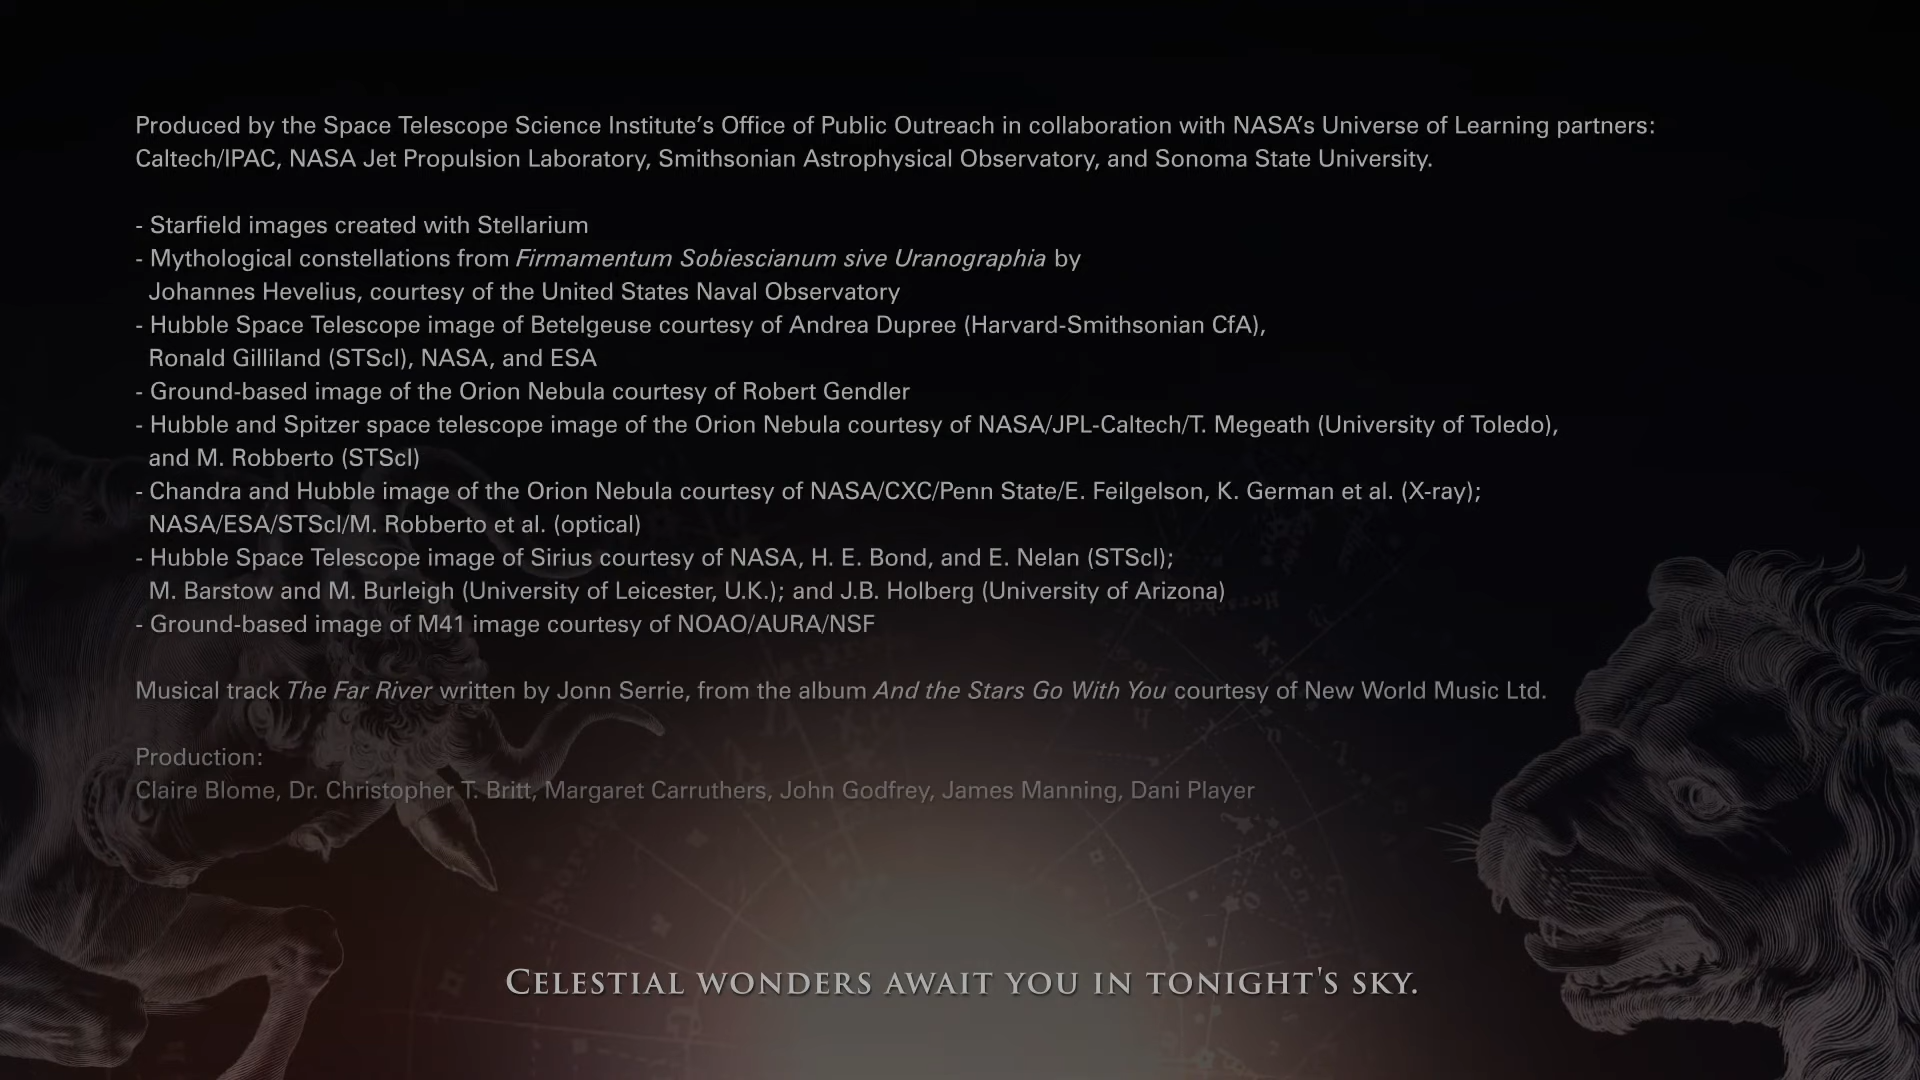 Produced by the Space Telescope Science Institute’s Office of Public Outreach in collaboration with NASA’s Universe of Learning partners:
Caltech/IPAC, NASA Jet Propulsion Laboratory, Smithsonian Astrophysical Observatory, and Sonoma State University.
- Starfield images created with Stellarium
- Mythological constellations from Firmamentum Sobiescianum sive Uranographia by
Johannes Hevelius, courtesy of the United States Naval Observatory
- Hubble Space Telescope image of Betelgeuse courtesy of Andrea Dupree (Harvard-Smithsonian CfA),
Ronald Gilliland (STScI), NASA, and ESA
- Ground-based image of the Orion Nebula courtesy of Robert Gendler
- Hubble and Spitzer space telescope image of the Orion Nebula courtesy of NASA/JPL-Caltech/T. Megeath (University of Toledo),
and M. Robberto (STScI)
- Chandra and Hubble image of the Orion Nebula courtesy of NASA/CXC/Penn State/E. Feilgelson, K. German et al. (X-ray);
NASA/ESA/STScI/M. Robberto et al. (optical)
- Hubble Space Telescope image of Sirius courtesy of NASA, H. E. Bond, and E. Nelan (STScI);
M. Barstow and M. Burleigh (University of Leicester, U.K.); and J.B. Holberg (University of Arizona)
- Ground-based image of M41 image courtesy of NOAO/AURA/NSF
Musical track The Far River written by Jonn Serrie, from the album And the Stars Go With You courtesy of New World Music Ltd.
Production:
Claire Blome, Dr. Christopher T. Britt, Margaret Carruthers, John Godfrey, James Manning, Dani Player
Celestial wonders await you in tonight's sky.